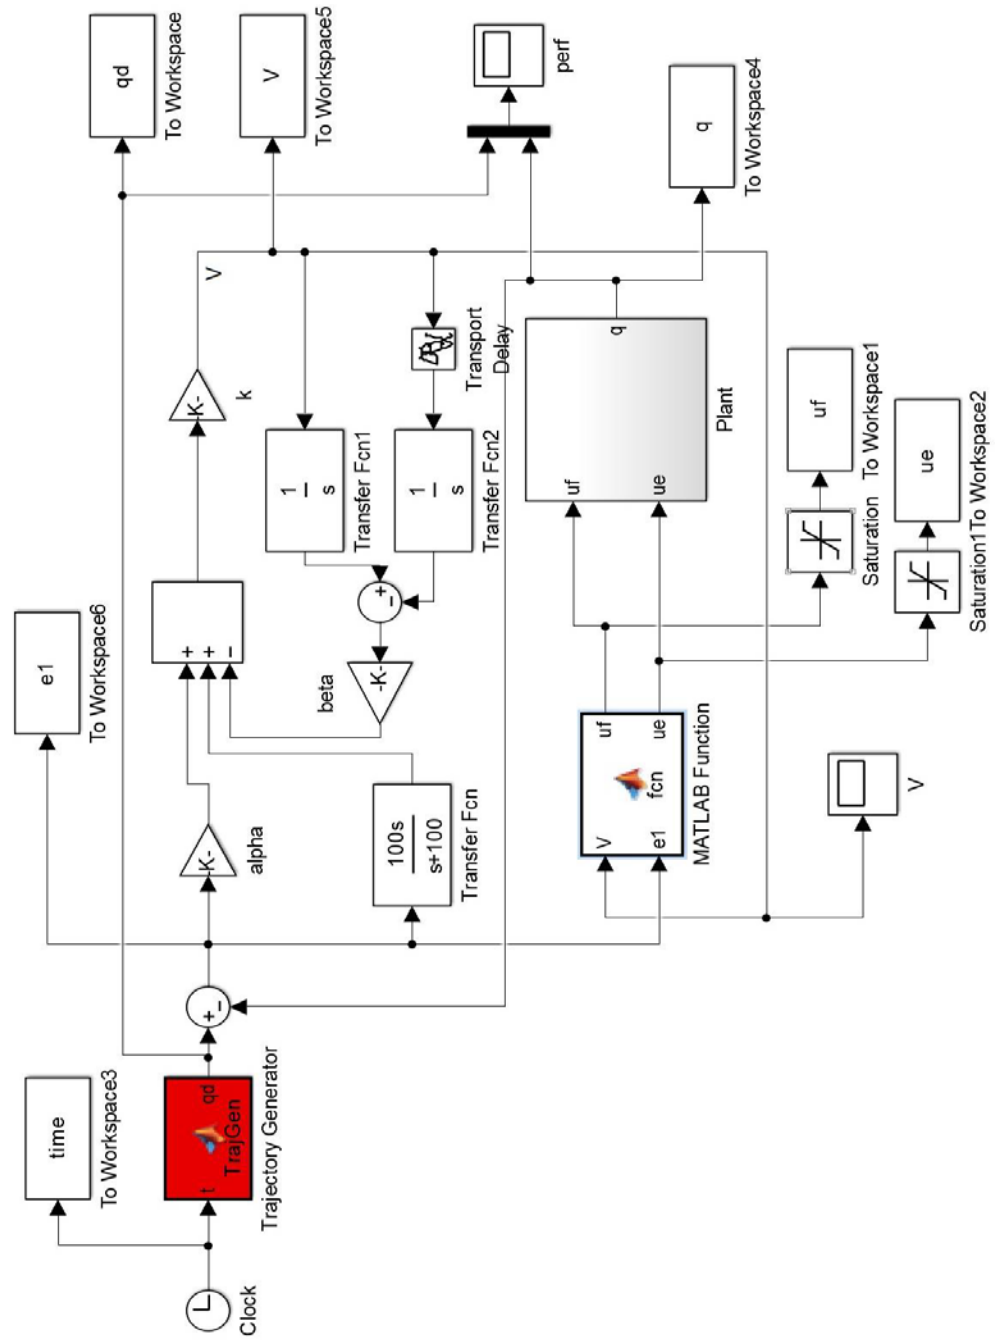 Clock
time
To Workspace3
t
TrajGen
qd
Trajectory Generator
+
−
e1
To Workspace6
-K-
alpha
100s
s+100
Transfer Fcn
+
+
−
-K-
beta
+
−
1
s
Transfer Fcn1
1
s
Transfer Fcn2
Transport
Delay
-K-
k
V
qd
To Workspace
V
To Workspace5
perf
q
To Workspace4
uf
ue
q
Plant
V
e1
fcn
uf
ue
MATLAB Function
V
Saturation
uf
To Workspace1
Saturation1
ue
To Workspace2